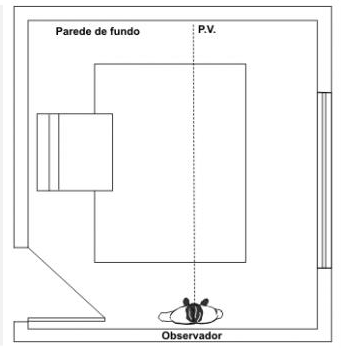 Parede de fundo
P.V.
Observador